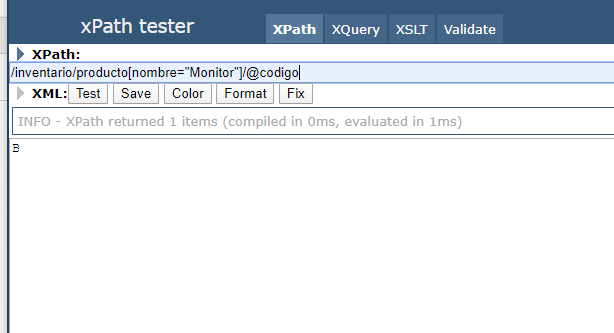 xPath tester
XPath XQuery XSLT Validate
XPath:
/inventario/producto[nombre="Monitor"]/@codigo
XML: Test Save Color Format Fix
INFO - XPath returned 1 items (compiled in 0ms, evaluated in 1ms)
B